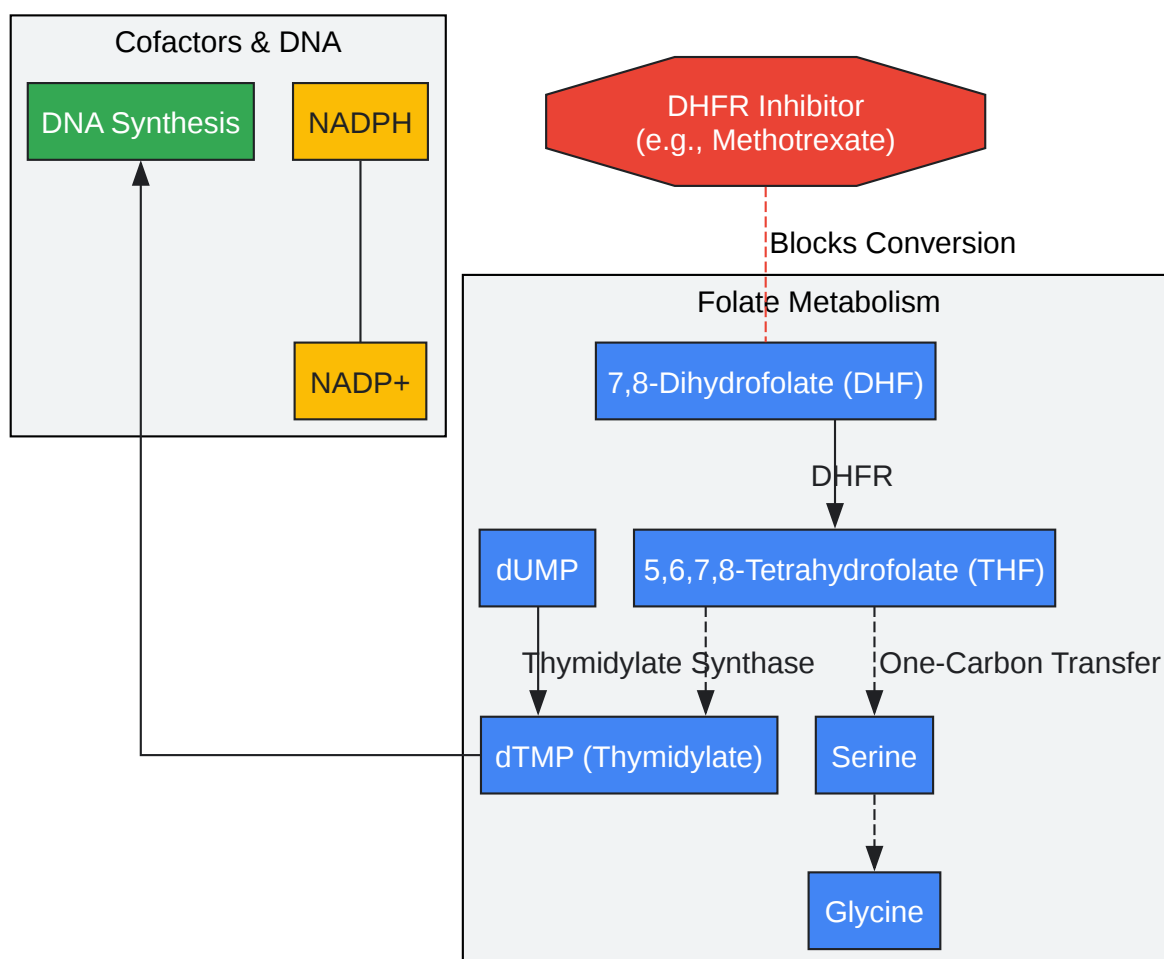 Cofactors & DNA
DNA Synthesis
NADPH
NADP+
DHFR Inhibitor
(e.g., Methotrexate)
Blocks Conversion
Folate Metabolism
7,8-Dihydrofolate (DHF)
DHFR
dUMP
5,6,7,8-Tetrahydrofolate (THF)
Thymidylate Synthase
One-Carbon Transfer
dTMP (Thymidylate)
Serine
Glycine